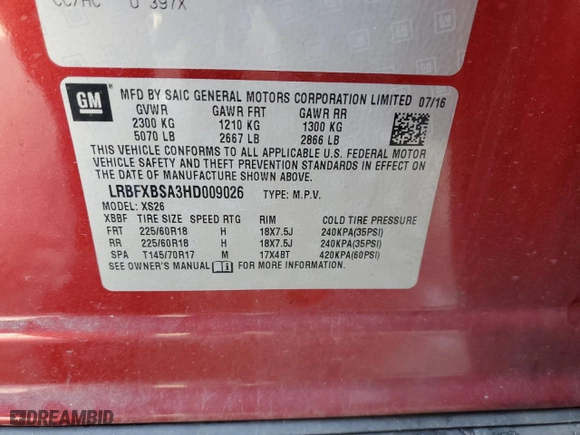 CC/HC U 397X
GM
MFD BY SAIC GENERAL MOTORS CORPORATION LIMITED 07/16
GVWR GAWR FRT GAWR RR
2300 KG 1210 KG 1300 KG
5070 LB 2667 LB 2866 LB
THIS VEHICLE CONFORMS TO ALL APPLICABLE U.S. FEDERAL MOTOR
VEHICLE SAFETY AND THEFT PREVENTION STANDARDS IN EFFECT ON
THE DATE OF MANUFACTURE SHOWN ABOVE.
LRBFXBSA3HD009026 TYPE: M.P.V.
MODEL: XS26
XBBF TIRE SIZE SPEED RTG RIM COLD TIRE PRESSURE
FRT 225/60R18 H 18X7.5J 240KPA(35PSI)
RR 225/60R18 H 18X7.5J 240KPA(35PSI)
SPA T145/70R17 M 17X4BT 420KPA(60PSI)
SEE OWNER'S MANUAL FOR MORE INFORMATION
DREAMBID